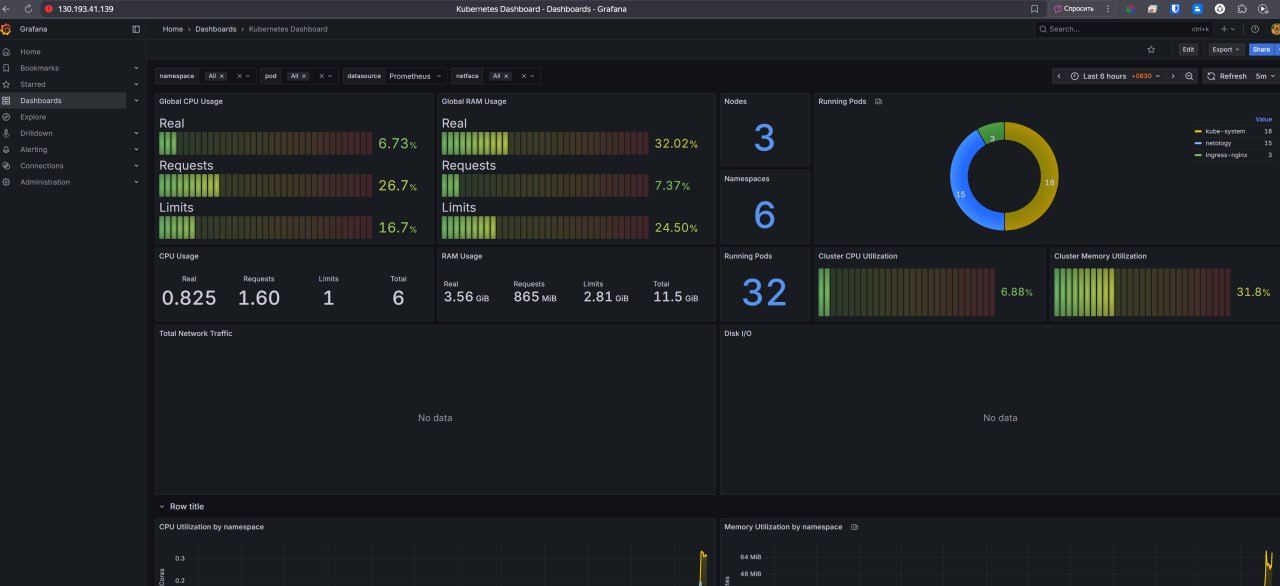 130.193.41.139
Kubernetes Dashboard - Dashboards - Grafana
Спросить
Grafana
Home › Dashboards › Kubernetes Dashboard
Search...
ctrl+k
Home
Bookmarks
Starred
Dashboards
Explore
Drilldown
Alerting
Connections
Administration
Edit
Export
Share
namespace All × pod All × datasource Prometheus netface All ×
Last 6 hours +0630
Refresh 5m
Global CPU Usage
Real
6.73%
Requests
26.7%
Limits
16.7%
Global RAM Usage
Real
32.02%
Requests
7.37%
Limits
24.50%
Nodes
3
Namespaces
6
Running Pods
3
15
18
Value
kube-system 18
netology 15
ingress-nginx 3
CPU Usage
Real Requests Limits Total
0.825 1.60 1 6
RAM Usage
Real Requests Limits Total
3.56 GiB 865 MiB 2.81 GiB 11.5 GiB
Running Pods
32
Cluster CPU Utilization
6.88%
Cluster Memory Utilization
31.8%
Total Network Traffic
No data
Disk I/O
No data
Row title
CPU Utilization by namespace
0.3
0.2
Cores
Memory Utilization by namespace
64 MiB
48 MiB